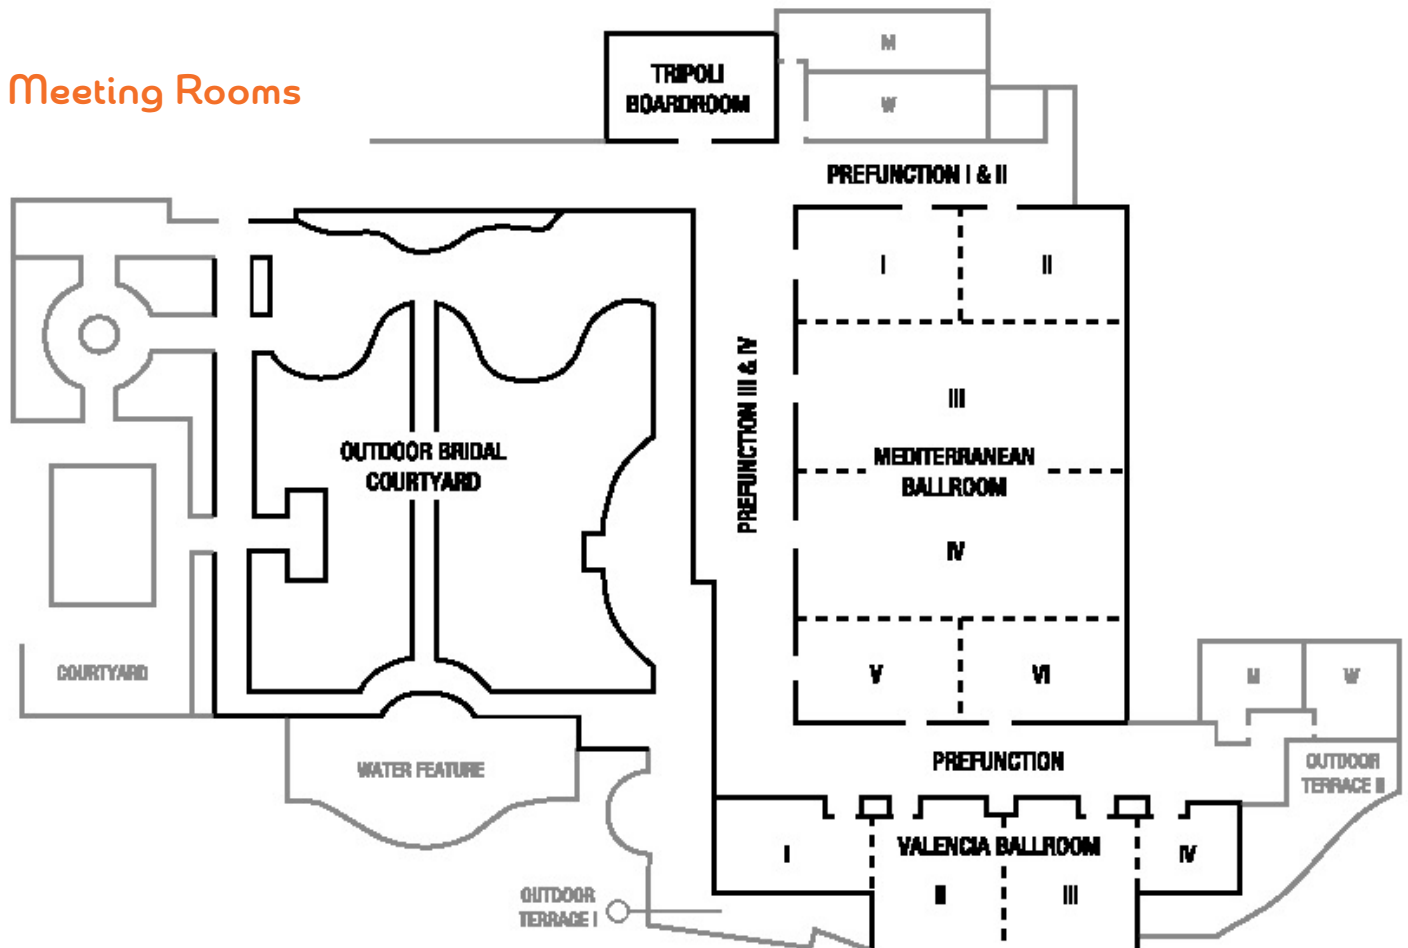 Meeting Rooms
M
TRIPOLI
BOARDROOM
W
PREFUNCTION I & II
I
II
PREFUNCTION III & IV
III
OUTDOOR BRIDAL
COURTYARD
MEDITERRANEAN
BALLROOM
IV
COURTYARD
V
VI
M
W
WATER FEATURE
PREFUNCTION
OUTDOOR
TERRACE II
VALENCIA BALLROOM
I
IV
II
III
OUTDOOR
TERRACE I